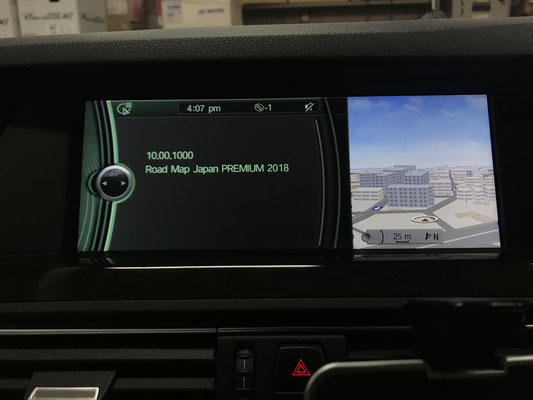 4:07 pm
-1
10.00.1000
Road Map Japan PREMIUM 2018
25 m
N